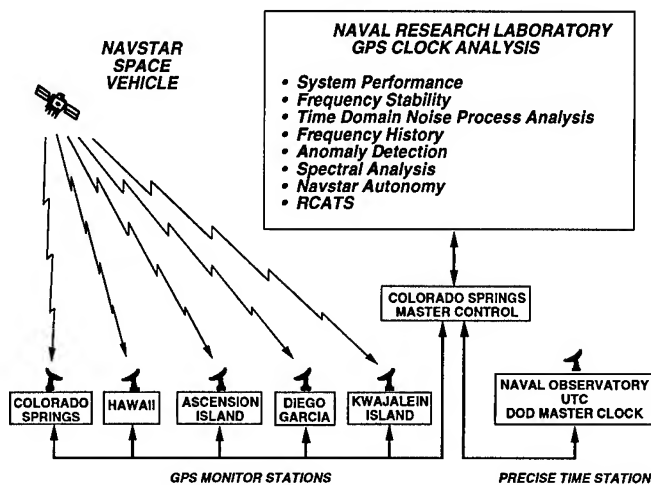 NAVSTAR
SPACE
VEHICLE
NAVAL RESEARCH LABORATORY
GPS CLOCK ANALYSIS
• System Performance
• Frequency Stability
• Time Domain Noise Process Analysis
• Frequency History
• Anomaly Detection
• Spectral Analysis
• Navstar Autonomy
• RCATS
COLORADO SPRINGS
MASTER CONTROL
COLORADO
SPRINGS
HAWAII
ASCENSION
ISLAND
DIEGO
GARCIA
KWAJALEIN
ISLAND
NAVAL OBSERVATORY
UTC
DOD MASTER CLOCK
GPS MONITOR STATIONS
PRECISE TIME STATION